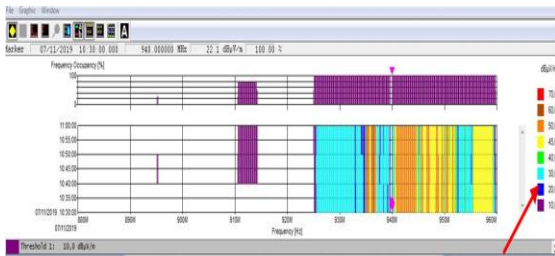 File Graphic Window
A
Marker 07/11/2019 10:30:00.000 940.000000 MHz 22.1 dBµV/m 100.00 %
Frequency Occupancy [%]
100
0
dBµV/m
70,
60,
50,
45,
40,
30,
20,
10,
11:00:00
10:55:00
10:50:00
10:45:00
10:40:00
10:35:00
07/11/2019 10:30:00
880M 890M 900M 910M 920M 930M 940M 950M 960M
07/11/2019
Frequency [Hz]
Threshold 1: 10,0 dBµV/m